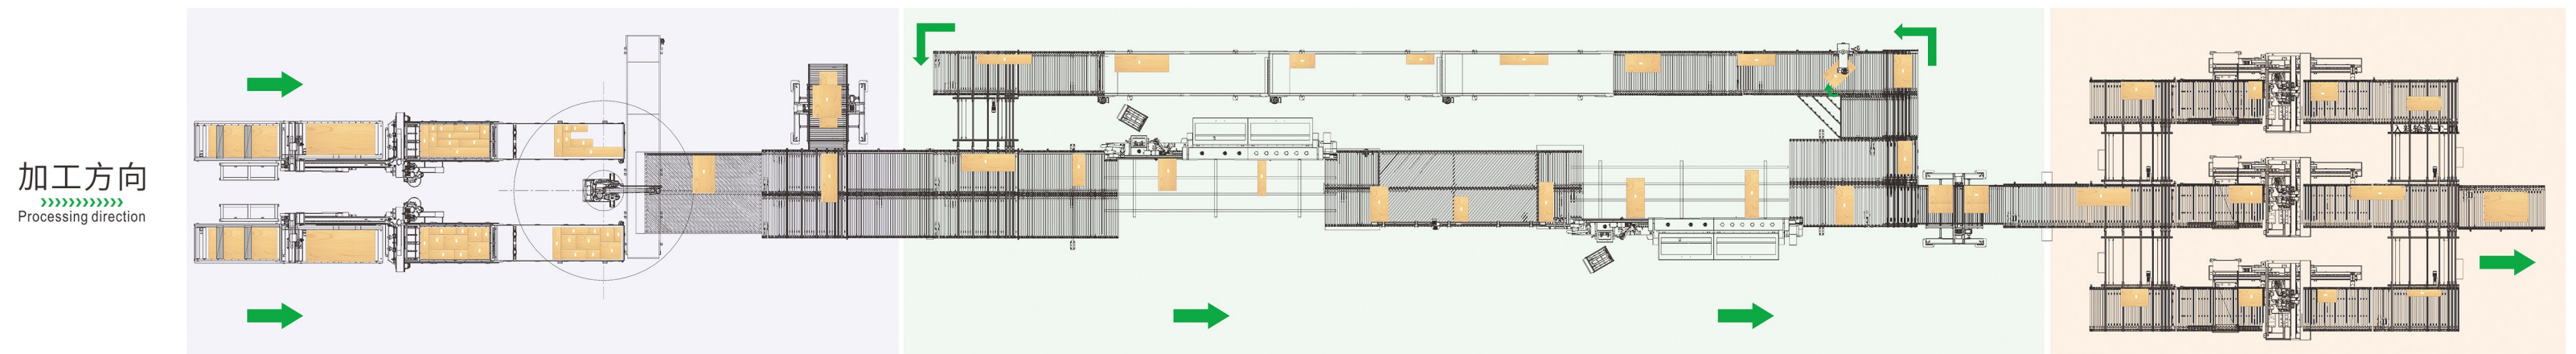 加工方向
Processing direction